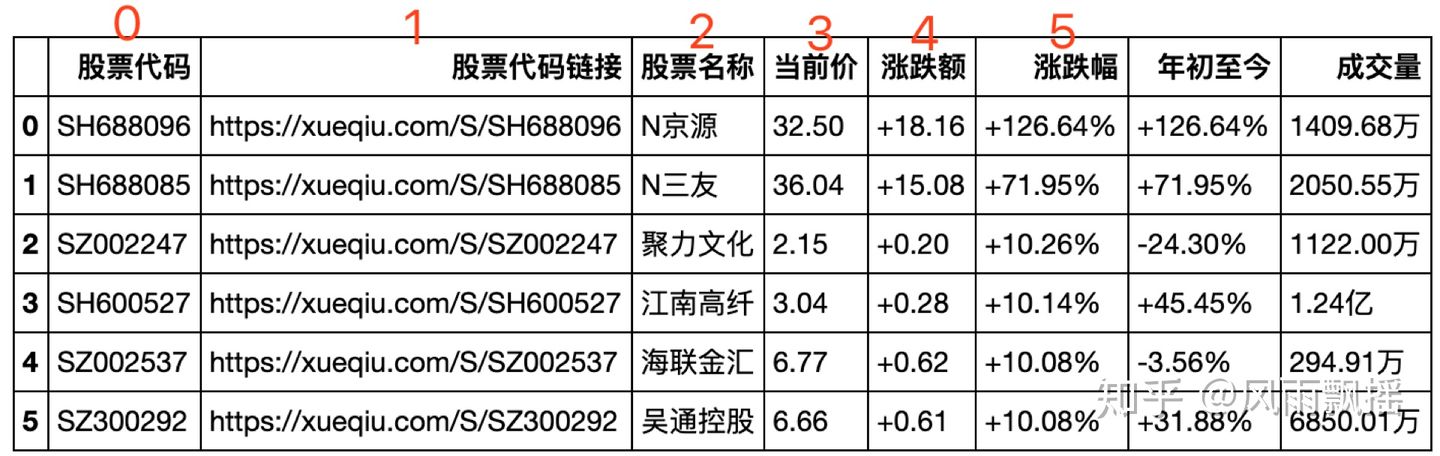 0 1 2 3 4 5
股票代码 股票代码链接 股票名称 当前价 涨跌额 涨跌幅 年初至今 成交量
0 SH688096 https://xueqiu.com/S/SH688096 N京源 32.50 +18.16 +126.64% +126.64% 1409.68万
1 SH688085 https://xueqiu.com/S/SH688085 N三友 36.04 +15.08 +71.95% +71.95% 2050.55万
2 SZ002247 https://xueqiu.com/S/SZ002247 聚力文化 2.15 +0.20 +10.26% -24.30% 1122.00万
3 SH600527 https://xueqiu.com/S/SH600527 江南高纤 3.04 +0.28 +10.14% +45.45% 1.24亿
4 SZ002537 https://xueqiu.com/S/SZ002537 海联金汇 6.77 +0.62 +10.08% -3.56% 294.91万
知乎 @风雨飘摇
5 SZ300292 https://xueqiu.com/S/SZ300292 吴通控股 6.66 +0.61 +10.08% +31.88% 6850.01万